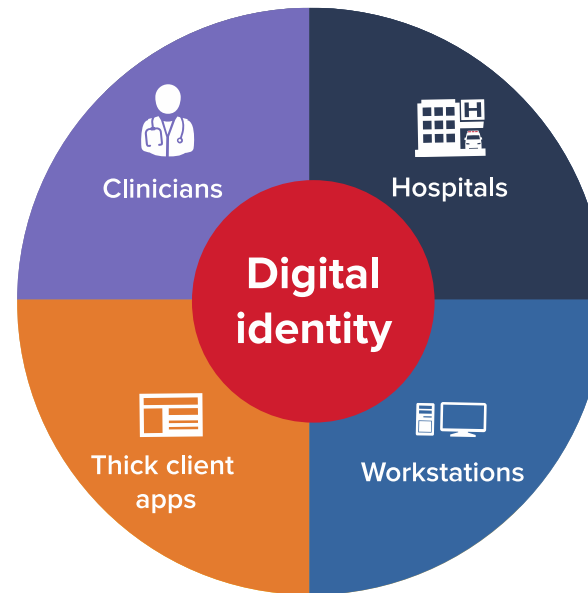 Clinicians
H
Hospitals
Digital
identity
Thick client
apps
Workstations